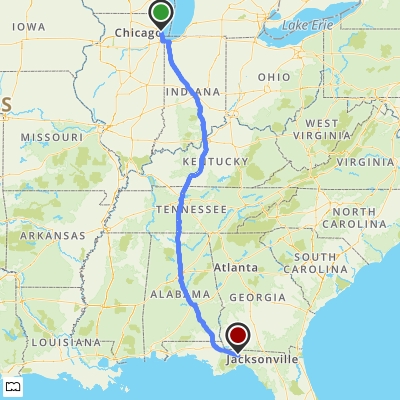 IOWA
Lake Erie
Chicago
INDIANA
OHIO
S
MISSOURI
WEST
VIRGINIA
KENTUCKY
VIRGINIA
TENNESSEE
NORTH
CAROLINA
ARKANSAS
Atlanta
SOUTH
CAROLINA
ALABAMA
GEORGIA
LOUISIANA
Jacksonville